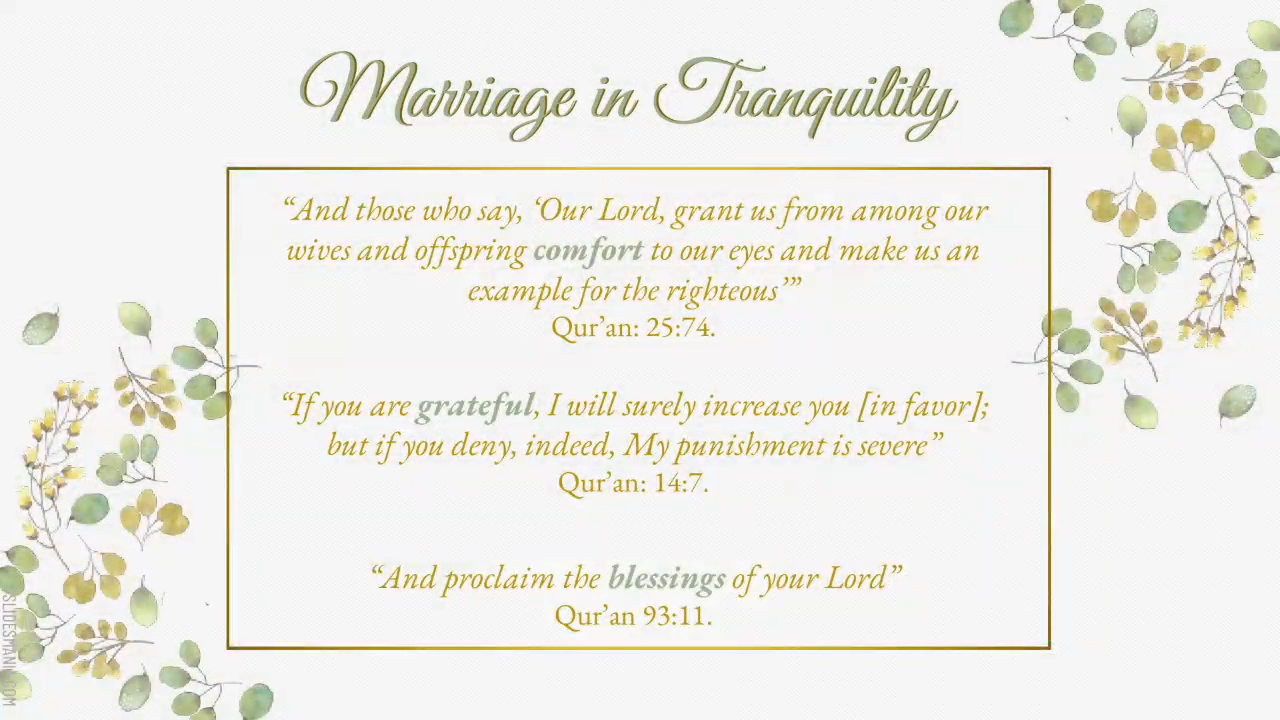 Marriage in Tranquility
“And those who say, ‘Our Lord, grant us from among our
wives and offspring comfort to our eyes and make us an
example for the righteous’”
Qur’an: 25:74.
“If you are grateful, I will surely increase you [in favor];
but if you deny, indeed, My punishment is severe”
Qur’an: 14:7.
“And proclaim the blessings of your Lord”
Qur’an 93:11.
SLIDESMANIA.COM